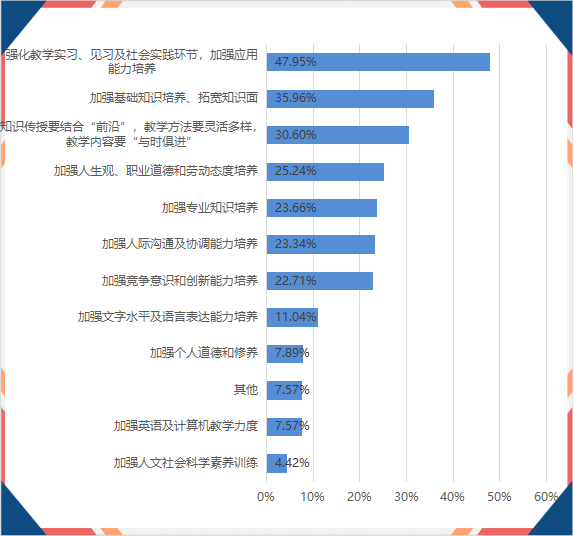 强化教学实习、见习及社会实践环节，加强应用
能力培养
47.95%
加强基础知识培养、拓宽知识面
35.96%
知识传授要结合“前沿”，教学方法要灵活多样，
教学内容要“与时俱进”
30.60%
加强人生观、职业道德和劳动态度培养
25.24%
加强专业知识培养
23.66%
加强人际沟通及协调能力培养
23.34%
加强竞争意识和创新能力培养
22.71%
加强文字水平及语言表达能力培养
11.04%
加强个人道德和修养
7.89%
其他
7.57%
加强英语及计算机教学力度
7.57%
加强人文社会科学素养训练
4.42%
0%
10%
20%
30%
40%
50%
60%